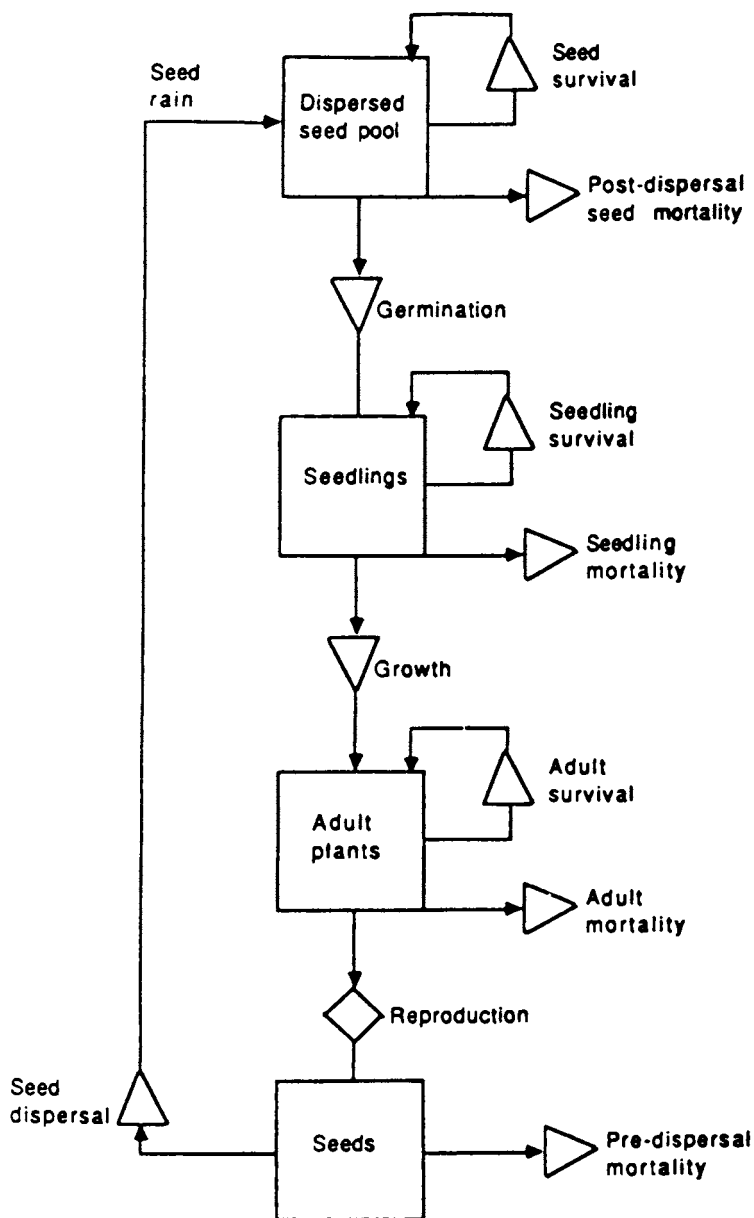 Seed
rain
Dispersed
seed pool
Seed
survival
Post-dispersal
seed mortality
Germination
Seedlings
Seedling
survival
Seedling
mortality
Growth
Adult
plants
Adult
survival
Adult
mortality
Reproduction
Seed
dispersal
Seeds
Pre-dispersal
mortality